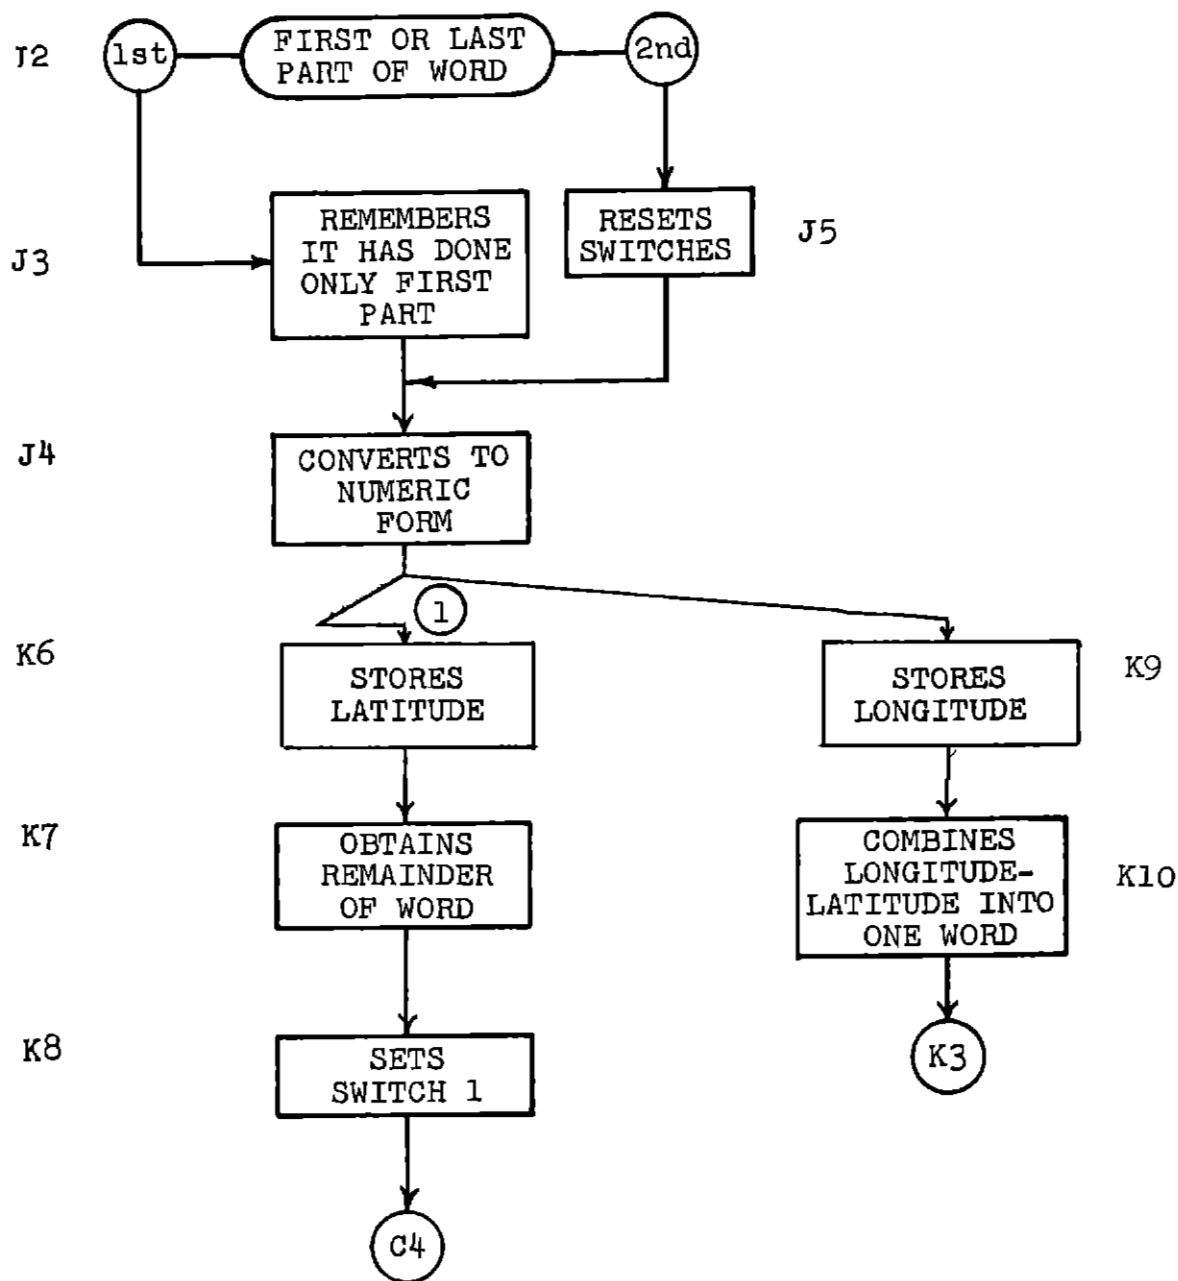 J2
1st
FIRST OR LAST
PART OF WORD
2nd
J3
REMEMBERS
IT HAS DONE
ONLY FIRST
PART
RESETS
SWITCHES
J5
J4
CONVERTS TO
NUMERIC
FORM
1
K6
STORES
LATITUDE
STORES
LONGITUDE
K9
K7
OBTAINS
REMAINDER
OF WORD
COMBINES
LONGITUDE-
LATITUDE INTO
ONE WORD
K10
K8
SETS
SWITCH 1
K3
C4